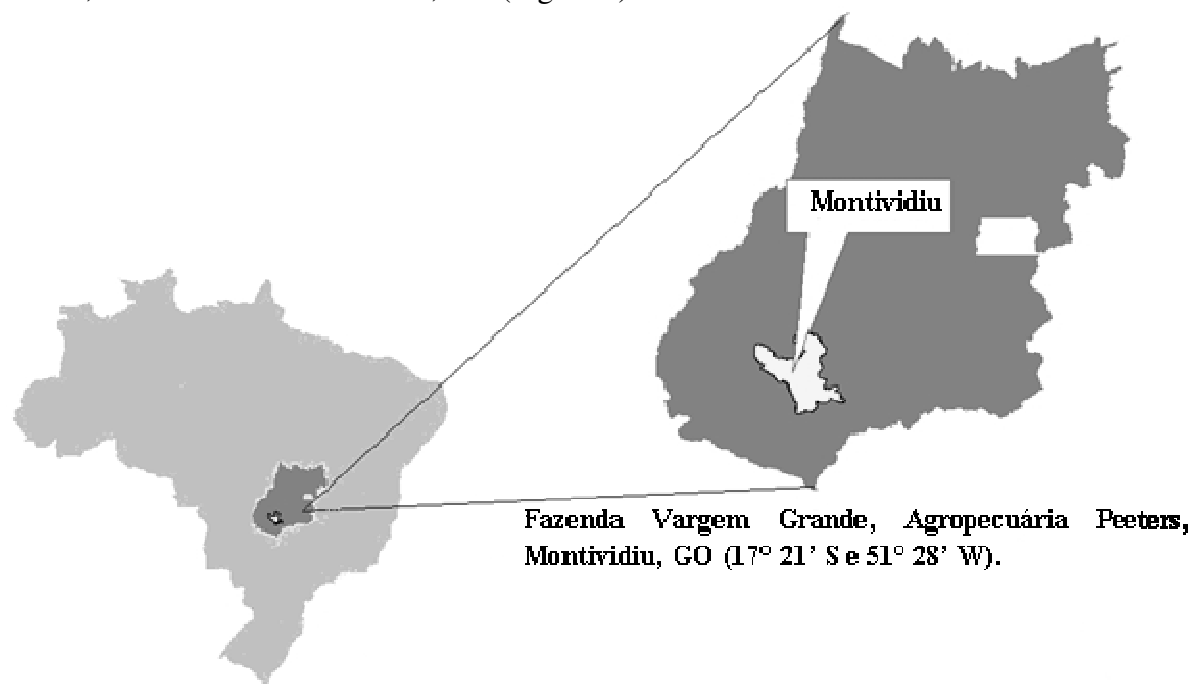 Montividiu
Fazenda Vargem Grande, Agropecuária Peeters,
Montividiu, GO (17° 21’ S e 51° 28’ W).